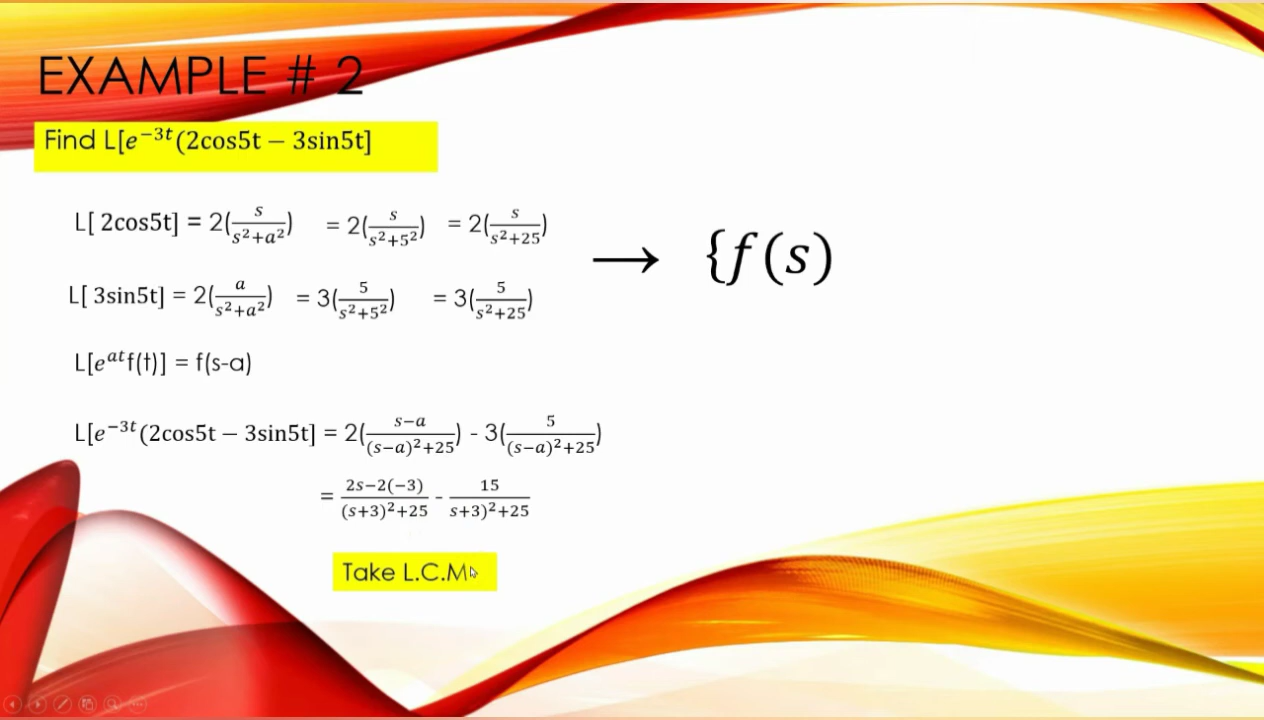 EXAMPLE # 2
Find L[e⁻³ᵗ(2cos5t − 3sin5t]
L[ 2cos5t] = 2(s/(s²+a²)) = 2(s/(s²+5²)) = 2(s/(s²+25))
→ {f(s)
L[ 3sin5t] = 2(a/(s²+a²)) = 3(5/(s²+5²)) = 3(5/(s²+25))
L[eᵃᵗf(t)] = f(s-a)
L[e⁻³ᵗ(2cos5t − 3sin5t] = 2((s−a)/((s−a)²+25)) - 3(5/((s−a)²+25))
= (2s−2(−3))/((s+3)²+25) - 15/(s+3)²+25
Take L.C.M